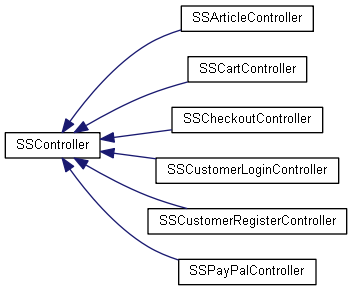 SSArticleController
SSCartController
SSCheckoutController
SSController
SSCustomerLoginController
SSCustomerRegisterController
SSPayPalController